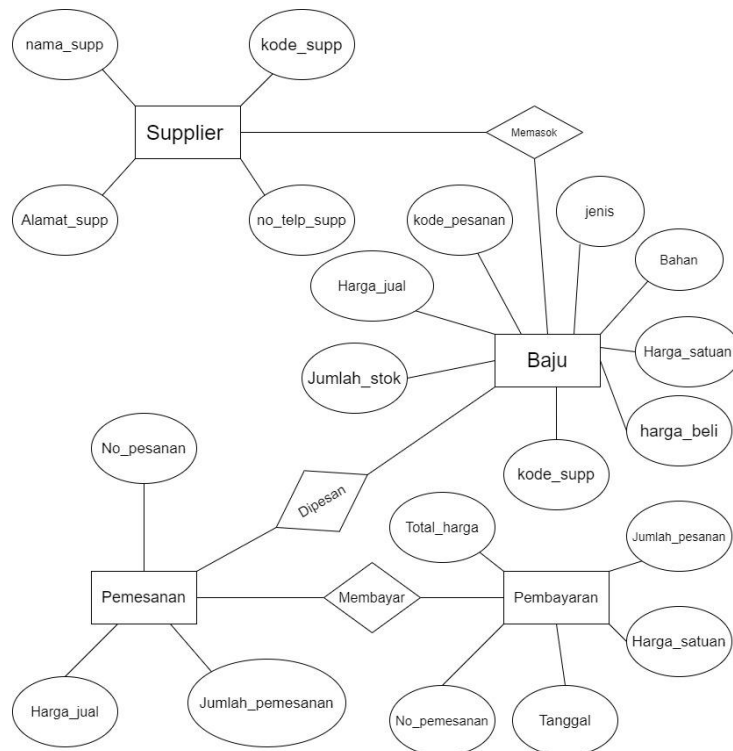 nama_supp
kode_supp
Supplier
Memasok
Alamat_supp
no_telp_supp
kode_pesanan
jenis
Bahan
Harga_jual
Harga_satuan
Baju
Jumlah_stok
harga_beli
kode_supp
No_pesanan
Dipesan
Total_harga
Jumlah_pesanan
Pemesanan
Membayar
Pembayaran
Harga_satuan
Harga_jual
Jumlah_pemesanan
No_pemesanan
Tanggal